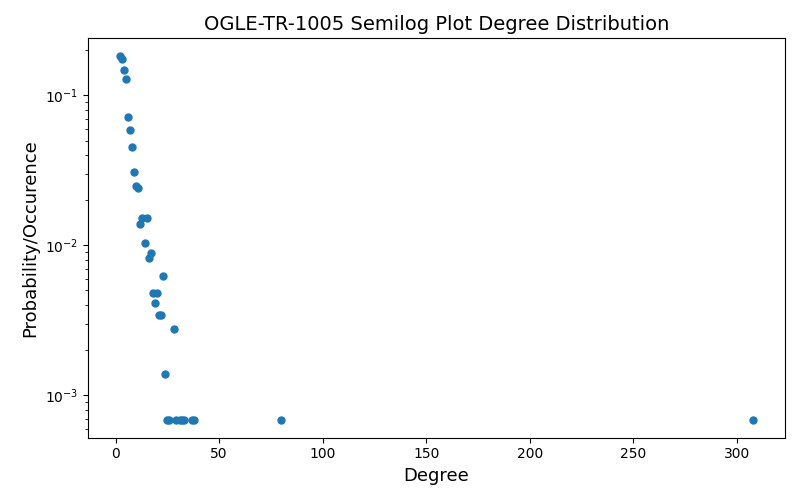 OGLE-TR-1005 Semilog Plot Degree Distribution
Probability/Occurence
10⁻¹
10⁻²
10⁻³
0 50 100 150 200 250 300
Degree